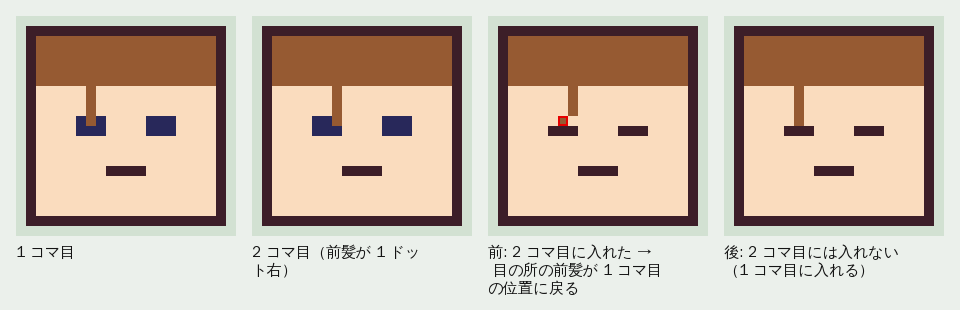 1コマ目
2コマ目（前髪が1ドッ
ト右）
前: 2コマ目に入れた →
目の所の前髪が1コマ目
の位置に戻る
後: 2コマ目には入れない
（1コマ目に入れる）